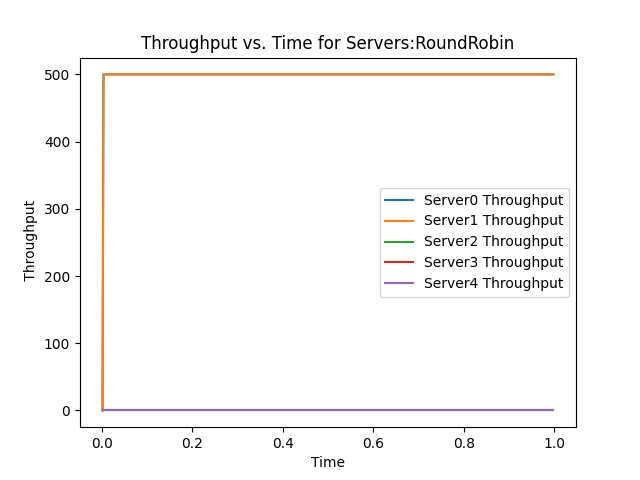 Throughput vs. Time for Servers:RoundRobin
500
400
300
200
100
0
Throughput
Server0 Throughput
Server1 Throughput
Server2 Throughput
Server3 Throughput
Server4 Throughput
0.0 0.2 0.4 0.6 0.8 1.0
Time